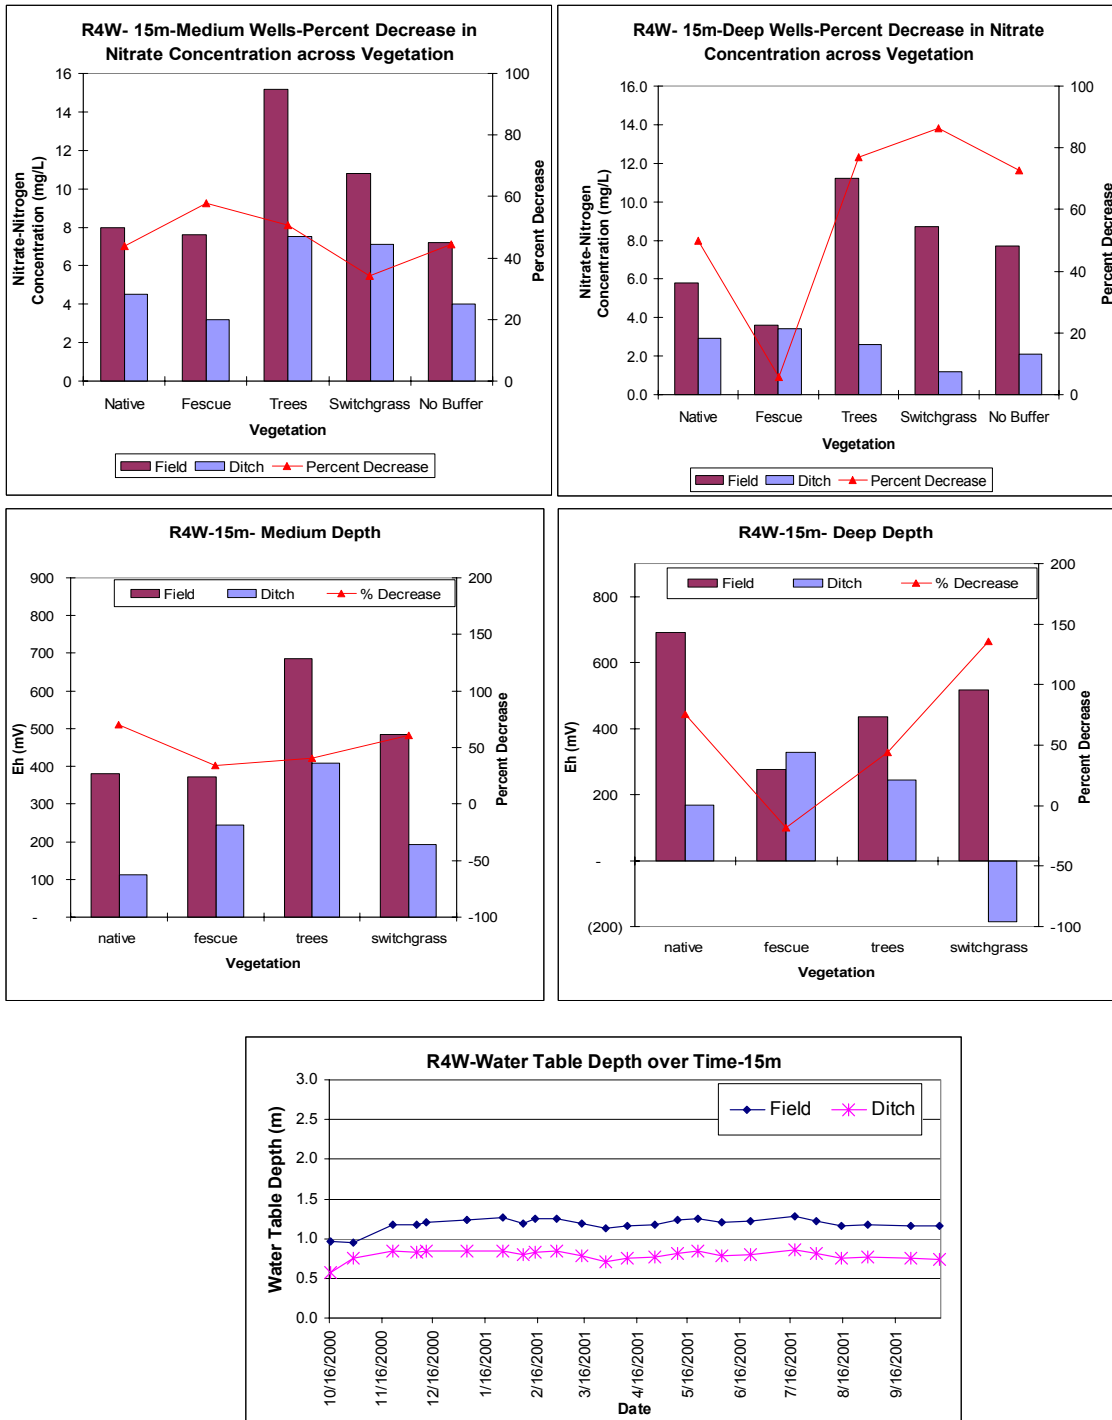 R4W- 15m-Medium Wells-Percent Decrease in
Nitrate Concentration across Vegetation
16
14
12
10
8
6
4
2
0
100
80
60
40
20
0
Nitrate-Nitrogen
Concentration (mg/L)
Percent Decrease
Native Fescue Trees Switchgrass No Buffer
Vegetation
Field Ditch Percent Decrease
R4W- 15m-Deep Wells-Percent Decrease in Nitrate
Concentration across Vegetation
16.0
14.0
12.0
10.0
8.0
6.0
4.0
2.0
0.0
100
80
60
40
20
0
Nitrate-Nitrogen
Concentration (mg/L)
Percent Decrease
Native Fescue Trees Switchgrass No Buffer
Vegetation
Field Ditch Percent Decrease
R4W-15m- Medium Depth
Field Ditch % Decrease
900
800
700
600
500
400
300
200
100
-
200
150
100
50
0
-50
-100
Eh (mV)
Percent Decrease
native fescue trees switchgrass
Vegetation
R4W-15m- Deep Depth
Field Ditch % Decrease
800
600
400
200
-
(200)
200
150
100
50
0
-50
-100
Eh (mV)
Percent Decrease
native fescue trees switchgrass
Vegetation
R4W-Water Table Depth over Time-15m
Field Ditch
3.0
2.5
2.0
1.5
1.0
0.5
0.0
Water Table Depth (m)
10/16/2000
11/16/2000
12/16/2000
1/16/2001
2/16/2001
3/16/2001
4/16/2001
5/16/2001
6/16/2001
7/16/2001
8/16/2001
9/16/2001
Date